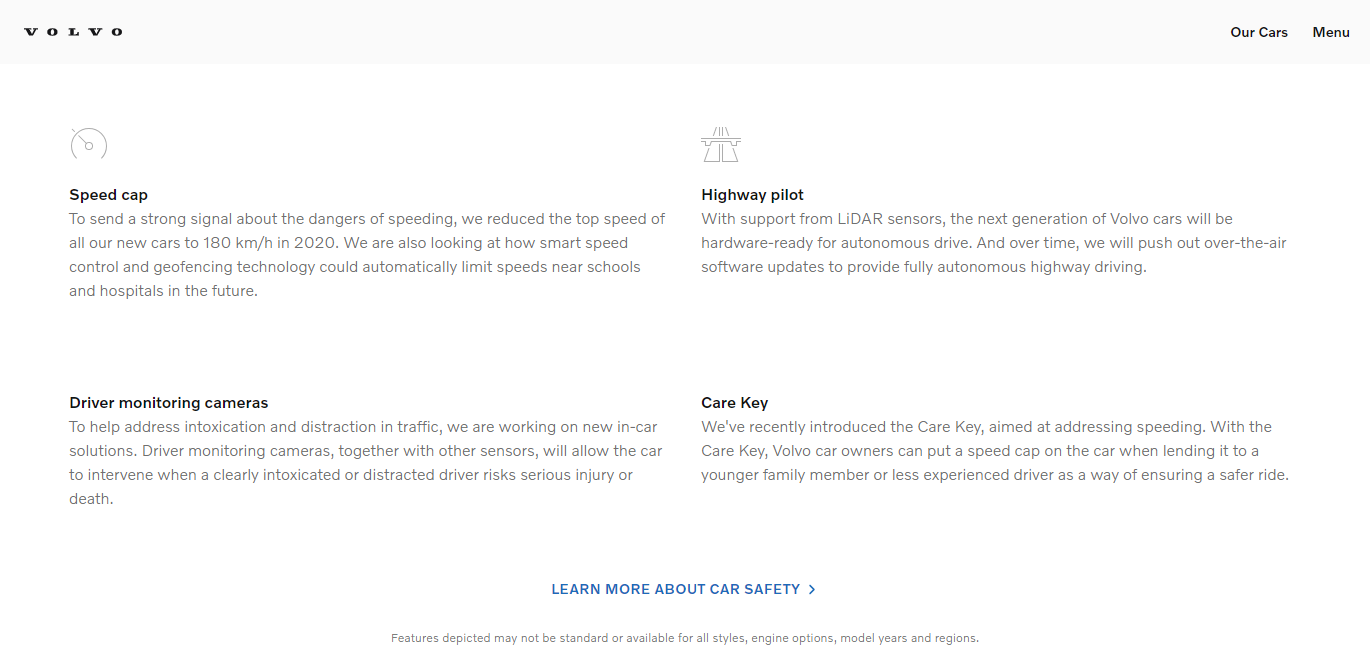 VOLVO
Our Cars
Menu
Speed cap
To send a strong signal about the dangers of speeding, we reduced the top speed of
all our new cars to 180 km/h in 2020. We are also looking at how smart speed
control and geofencing technology could automatically limit speeds near schools
and hospitals in the future.
Highway pilot
With support from LiDAR sensors, the next generation of Volvo cars will be
hardware-ready for autonomous drive. And over time, we will push out over-the-air
software updates to provide fully autonomous highway driving.
Driver monitoring cameras
To help address intoxication and distraction in traffic, we are working on new in-car
solutions. Driver monitoring cameras, together with other sensors, will allow the car
to intervene when a clearly intoxicated or distracted driver risks serious injury or
death.
Care Key
We've recently introduced the Care Key, aimed at addressing speeding. With the
Care Key, Volvo car owners can put a speed cap on the car when lending it to a
younger family member or less experienced driver as a way of ensuring a safer ride.
LEARN MORE ABOUT CAR SAFETY
Features depicted may not be standard or available for all styles, engine options, model years and regions.